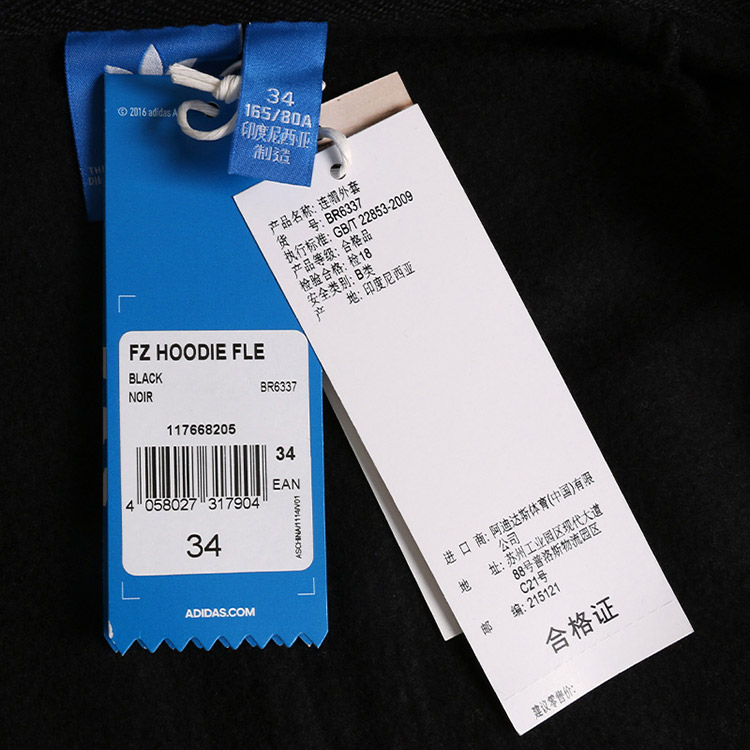 34
165/80A
印度尼西亚
制造
© 2016 adidas A
FZ HOODIE FLE
BLACK
BR6337
NOIR
117668205
34
EAN
4 058027 317904
ASCHINA/1114/V01
34
ADIDAS.COM
产品名称: 连帽外套
货 号: BR6337
执行标准: GB/T 22853-2009
产品等级: 合格品
检验合格: 检18
安全类别: B类
产 地: 印度尼西亚
进 口 商: 阿迪达斯体育(中国)有限
公司
地 址: 苏州工业园区现代大道
88号普洛斯物流园区
C21号
邮 编: 215121
合格证
建议零售价: